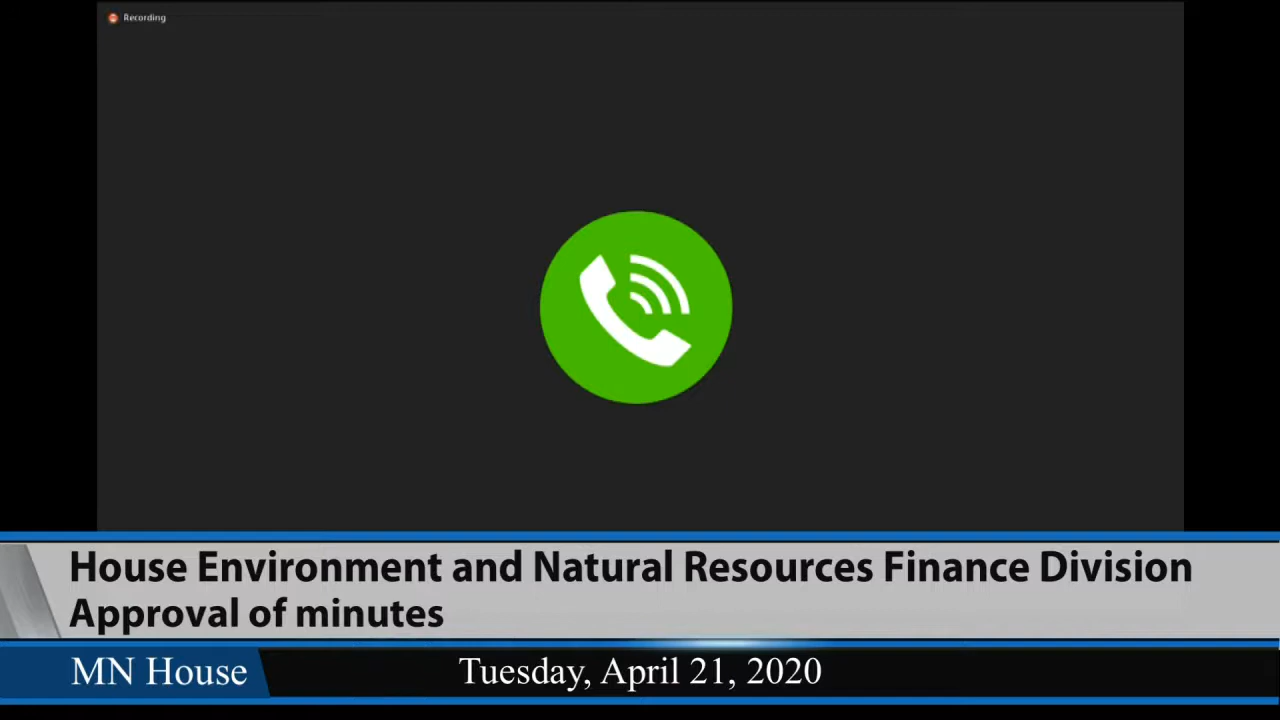 Recording
House Environment and Natural Resources Finance Division
Approval of minutes
MN House
Tuesday, April 21, 2020